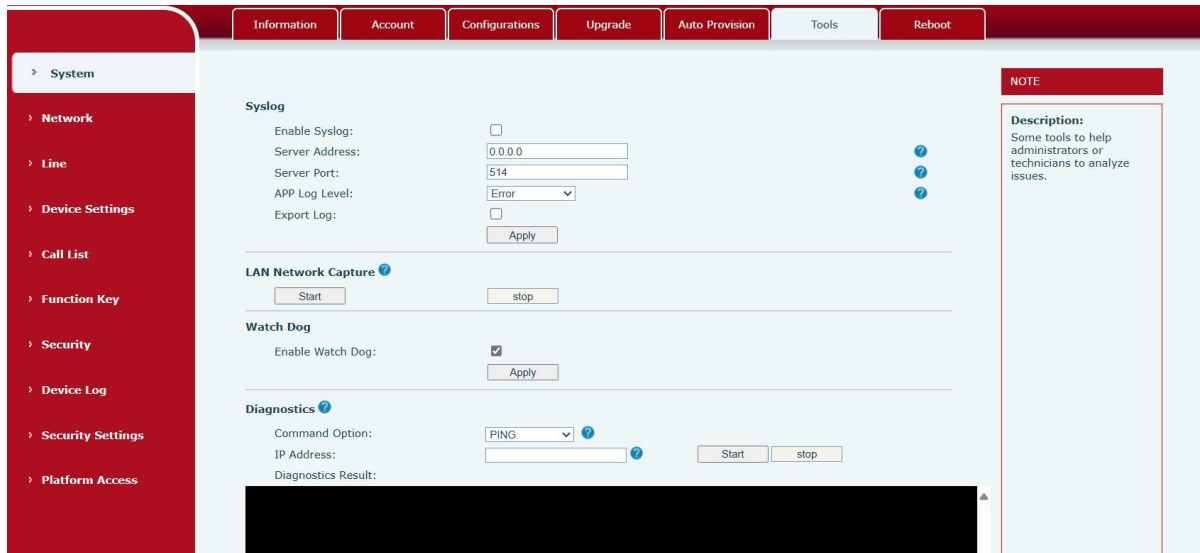 Information Account Configurations Upgrade Auto Provision Tools Reboot
System
Network
Line
Device Settings
Call List
Function Key
Security
Device Log
Security Settings
Platform Access
Syslog
Enable Syslog:
Server Address: 0.0.0.0 ?
Server Port: 514 ?
APP Log Level: Error ?
Export Log:
Apply
LAN Network Capture ?
Start stop
Watch Dog
Enable Watch Dog:
Apply
Diagnostics ?
Command Option: PING ?
IP Address: ? Start stop
Diagnostics Result:
NOTE
Description:
Some tools to help
administrators or
technicians to analyze
issues.